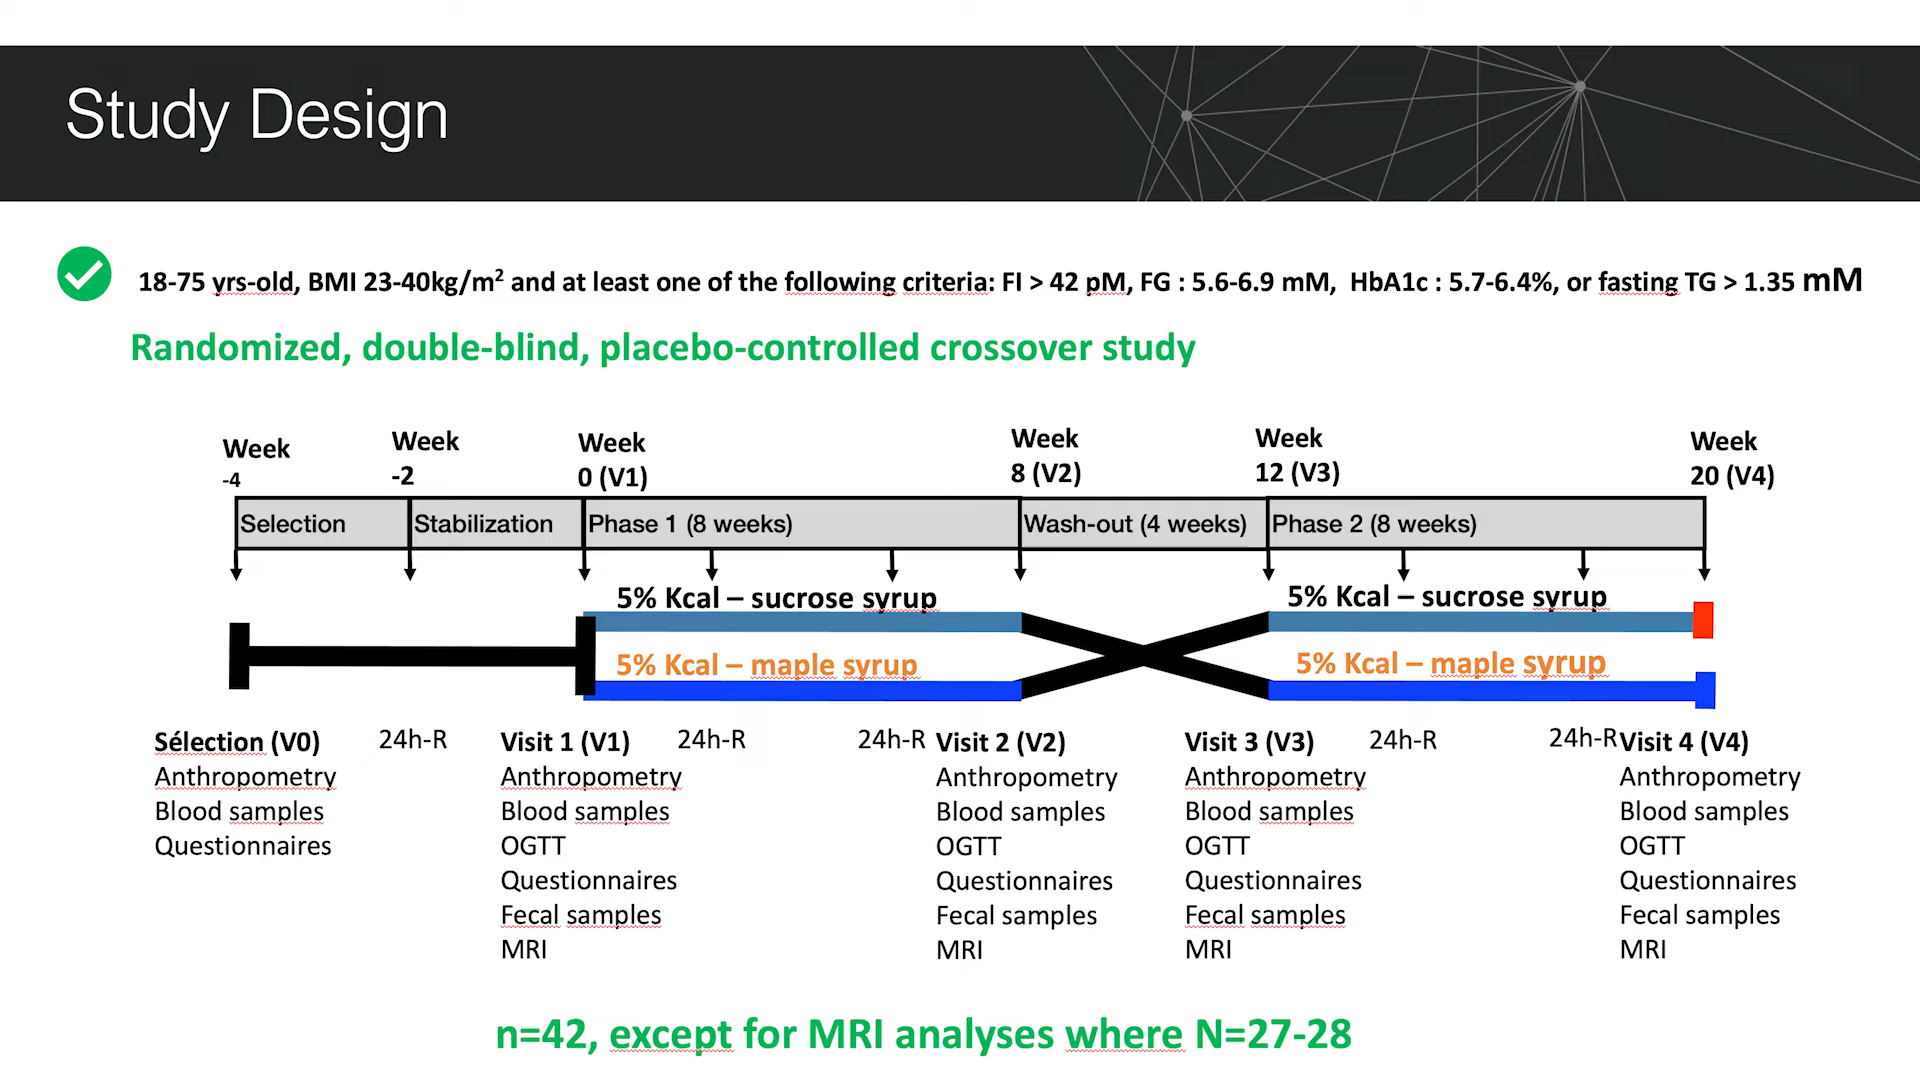 Study Design
18-75 yrs-old, BMI 23-40kg/m² and at least one of the following criteria: FI > 42 pM, FG : 5.6-6.9 mM, HbA1c : 5.7-6.4%, or fasting TG > 1.35 mM
Randomized, double-blind, placebo-controlled crossover study
Week
-4
Week
-2
Week
0 (V1)
Week
8 (V2)
Week
12 (V3)
Week
20 (V4)
Selection
Stabilization
Phase 1 (8 weeks)
Wash-out (4 weeks)
Phase 2 (8 weeks)
5% Kcal – sucrose syrup
5% Kcal – sucrose syrup
5% Kcal – maple syrup
5% Kcal – maple syrup
Sélection (V0)
Anthropometry
Blood samples
Questionnaires
24h-R
Visit 1 (V1)
Anthropometry
Blood samples
OGTT
Questionnaires
Fecal samples
MRI
24h-R
24h-R
Visit 2 (V2)
Anthropometry
Blood samples
OGTT
Questionnaires
Fecal samples
MRI
Visit 3 (V3)
Anthropometry
Blood samples
OGTT
Questionnaires
Fecal samples
MRI
24h-R
24h-R
Visit 4 (V4)
Anthropometry
Blood samples
OGTT
Questionnaires
Fecal samples
MRI
n=42, except for MRI analyses where N=27-28